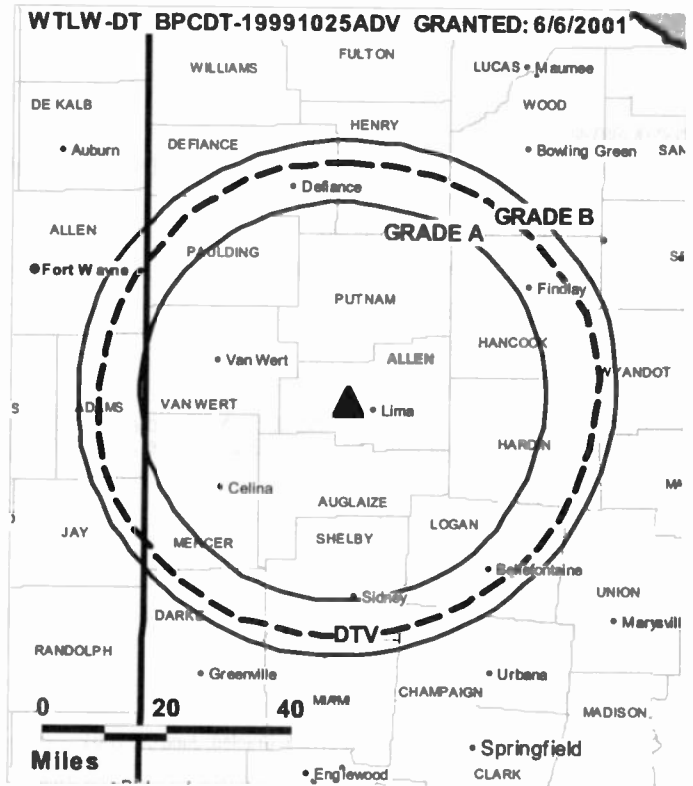 WTLW-DT BPCDT-19991025ADV GRANTED: 6/6/2001
FULTON
WILLIAMS
LUCAS
Maumee
DE KALB
WOOD
HENRY
DEFIANCE
Auburn
Bowling Green
SAN
Defiance
ALLEN
GRADE B
GRADE A
PAULDING
Fort Wayne
Findlay
PUTNAM
HANCOCK
Van Wert
ALLEN
WYANDOT
S
ADAMS
VAN WERT
Lima
HARDIN
Celina
AUGLAIZE
LOGAN
JAY
MERCER
SHELBY
Bellefontaine
Sidney
UNION
DARKE
DTV
Marysvill
RANDOLPH
Greenville
Urbana
MIAMI
CHAMPAIGN
MADISON
0 20 40
Miles
Springfield
Englewood
CLARK